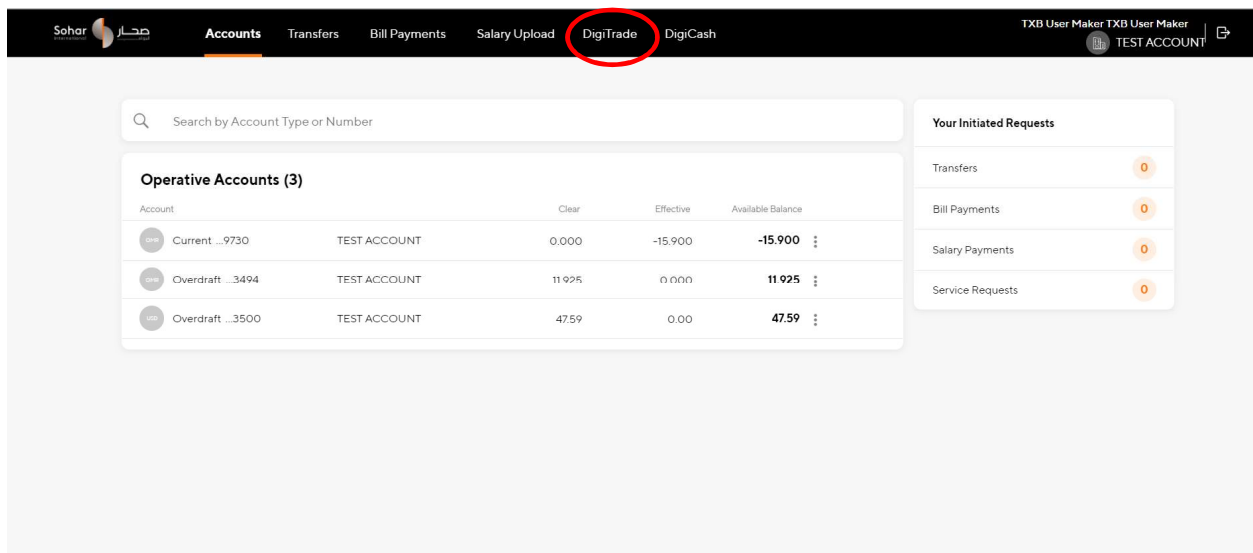 Sohar صحار
Accounts Transfers Bill Payments Salary Upload DigiTrade DigiCash
TXB User Maker TXB User Maker
TEST ACCOUNT
Search by Account Type or Number
Operative Accounts (3)
Account Clear Effective Available Balance
OMR Current ...9730 TEST ACCOUNT 0.000 -15.900 -15.900
OMR Overdraft ...3494 TEST ACCOUNT 11.925 0.000 11.925
USD Overdraft ...3500 TEST ACCOUNT 47.59 0.00 47.59
Your Initiated Requests
Transfers 0
Bill Payments 0
Salary Payments 0
Service Requests 0